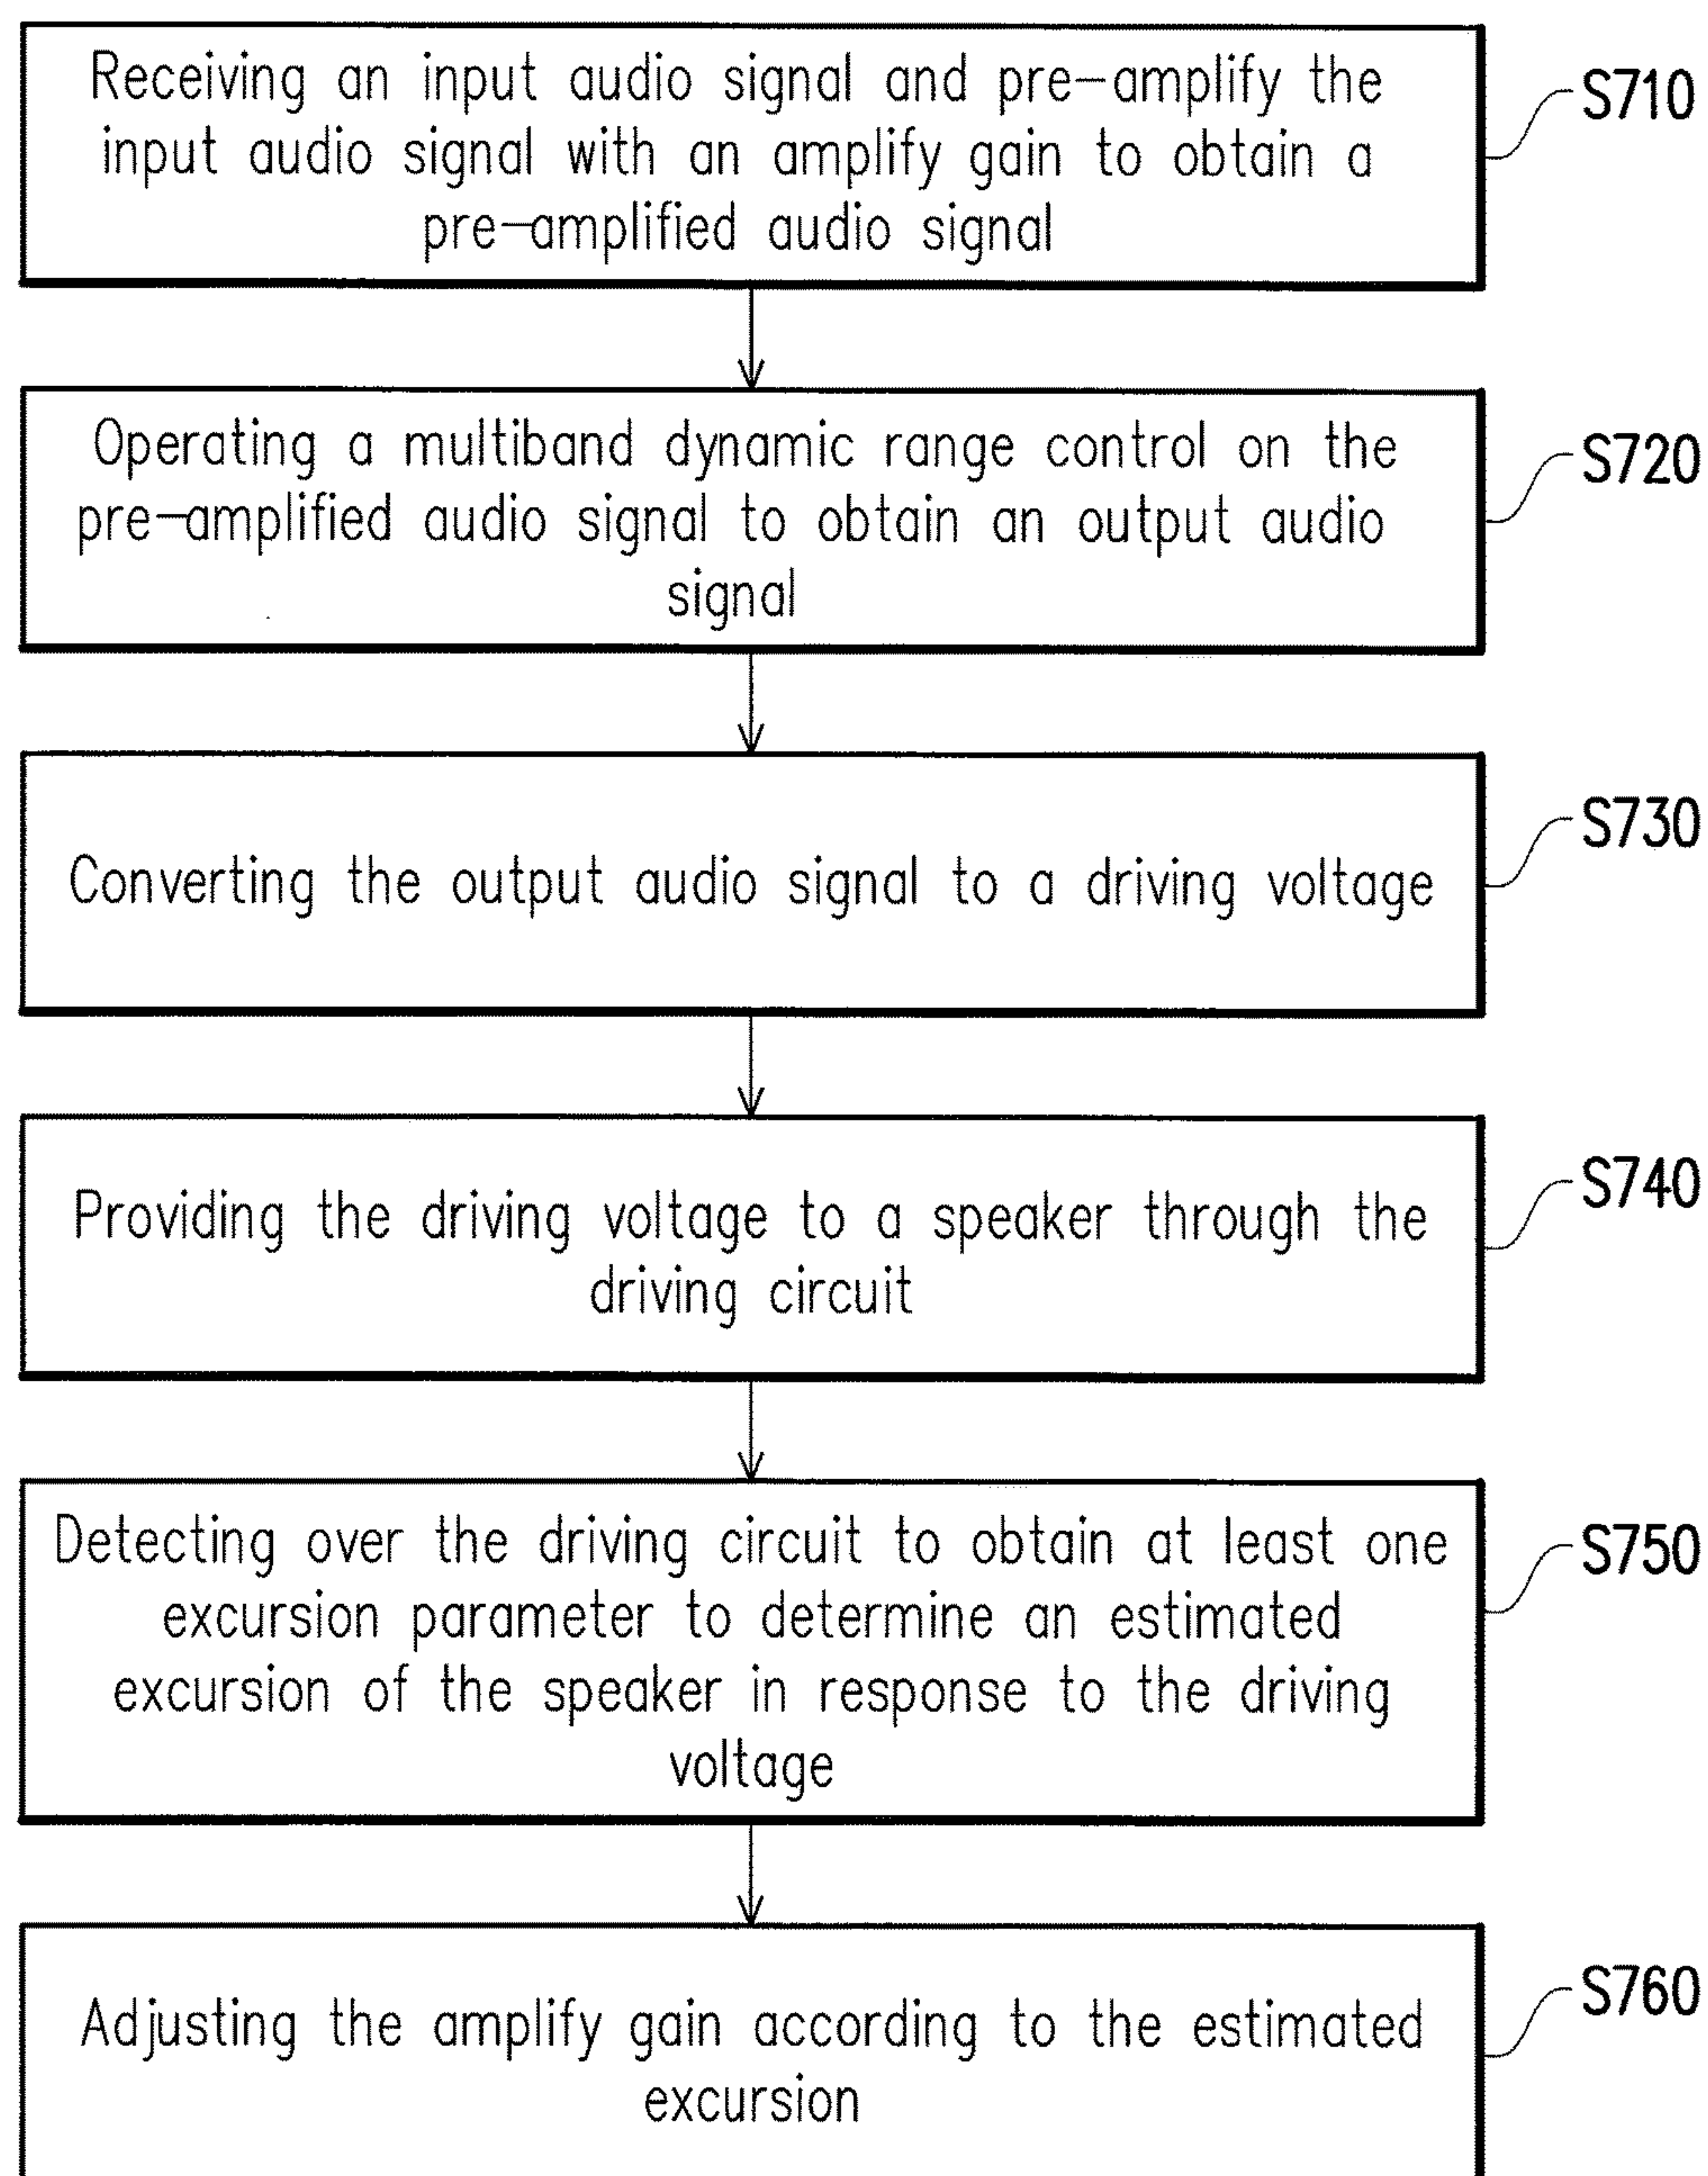 Receiving an input audio signal and pre-amplify the
input audio signal with an amplify gain to obtain a
pre-amplified audio signal
S710
Operating a multiband dynamic range control on the
pre-amplified audio signal to obtain an output audio
signal
S720
Converting the output audio signal to a driving voltage
S730
Providing the driving voltage to a speaker through the
driving circuit
S740
Detecting over the driving circuit to obtain at least one
excursion parameter to determine an estimated
excursion of the speaker in response to the driving
voltage
S750
Adjusting the amplify gain according to the estimated
excursion
S760